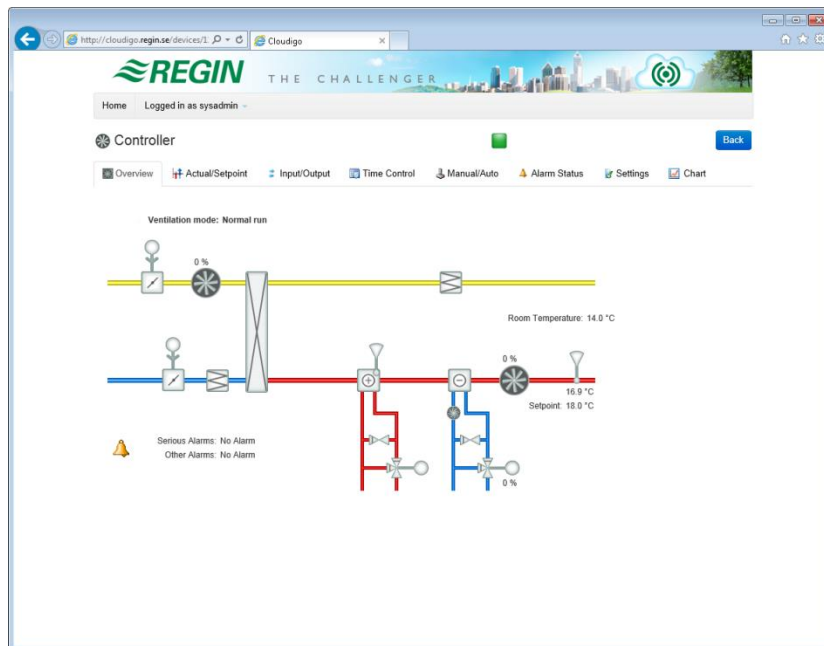 http://cloudigo.regin.se/devices/1
Cloudigo
REGIN THE CHALLENGER
Home Logged in as sysadmin
Controller
Back
Overview Actual/Setpoint Input/Output Time Control Manual/Auto Alarm Status Settings Chart
Ventilation mode: Normal run
0 %
Room Temperature: 14.0 °C
0 %
16.9 °C
Setpoint: 18.0 °C
Serious Alarms: No Alarm
Other Alarms: No Alarm
0 %